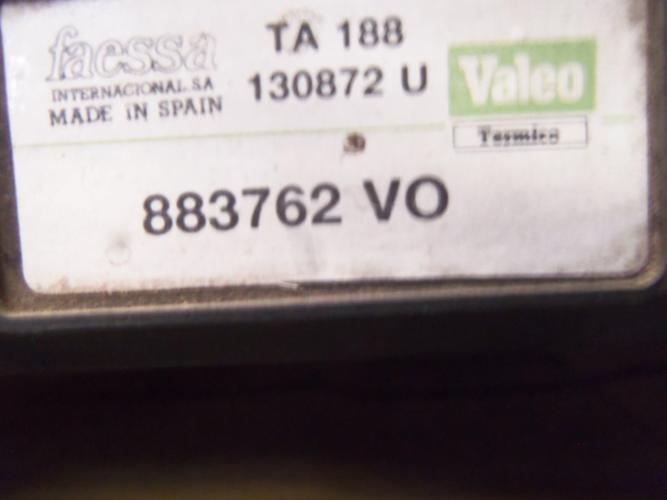 faessa
INTERNACIONAL.SA
MADE iN SPAIN
TA 188
130872 U
Valeo
Termico
883762 VO